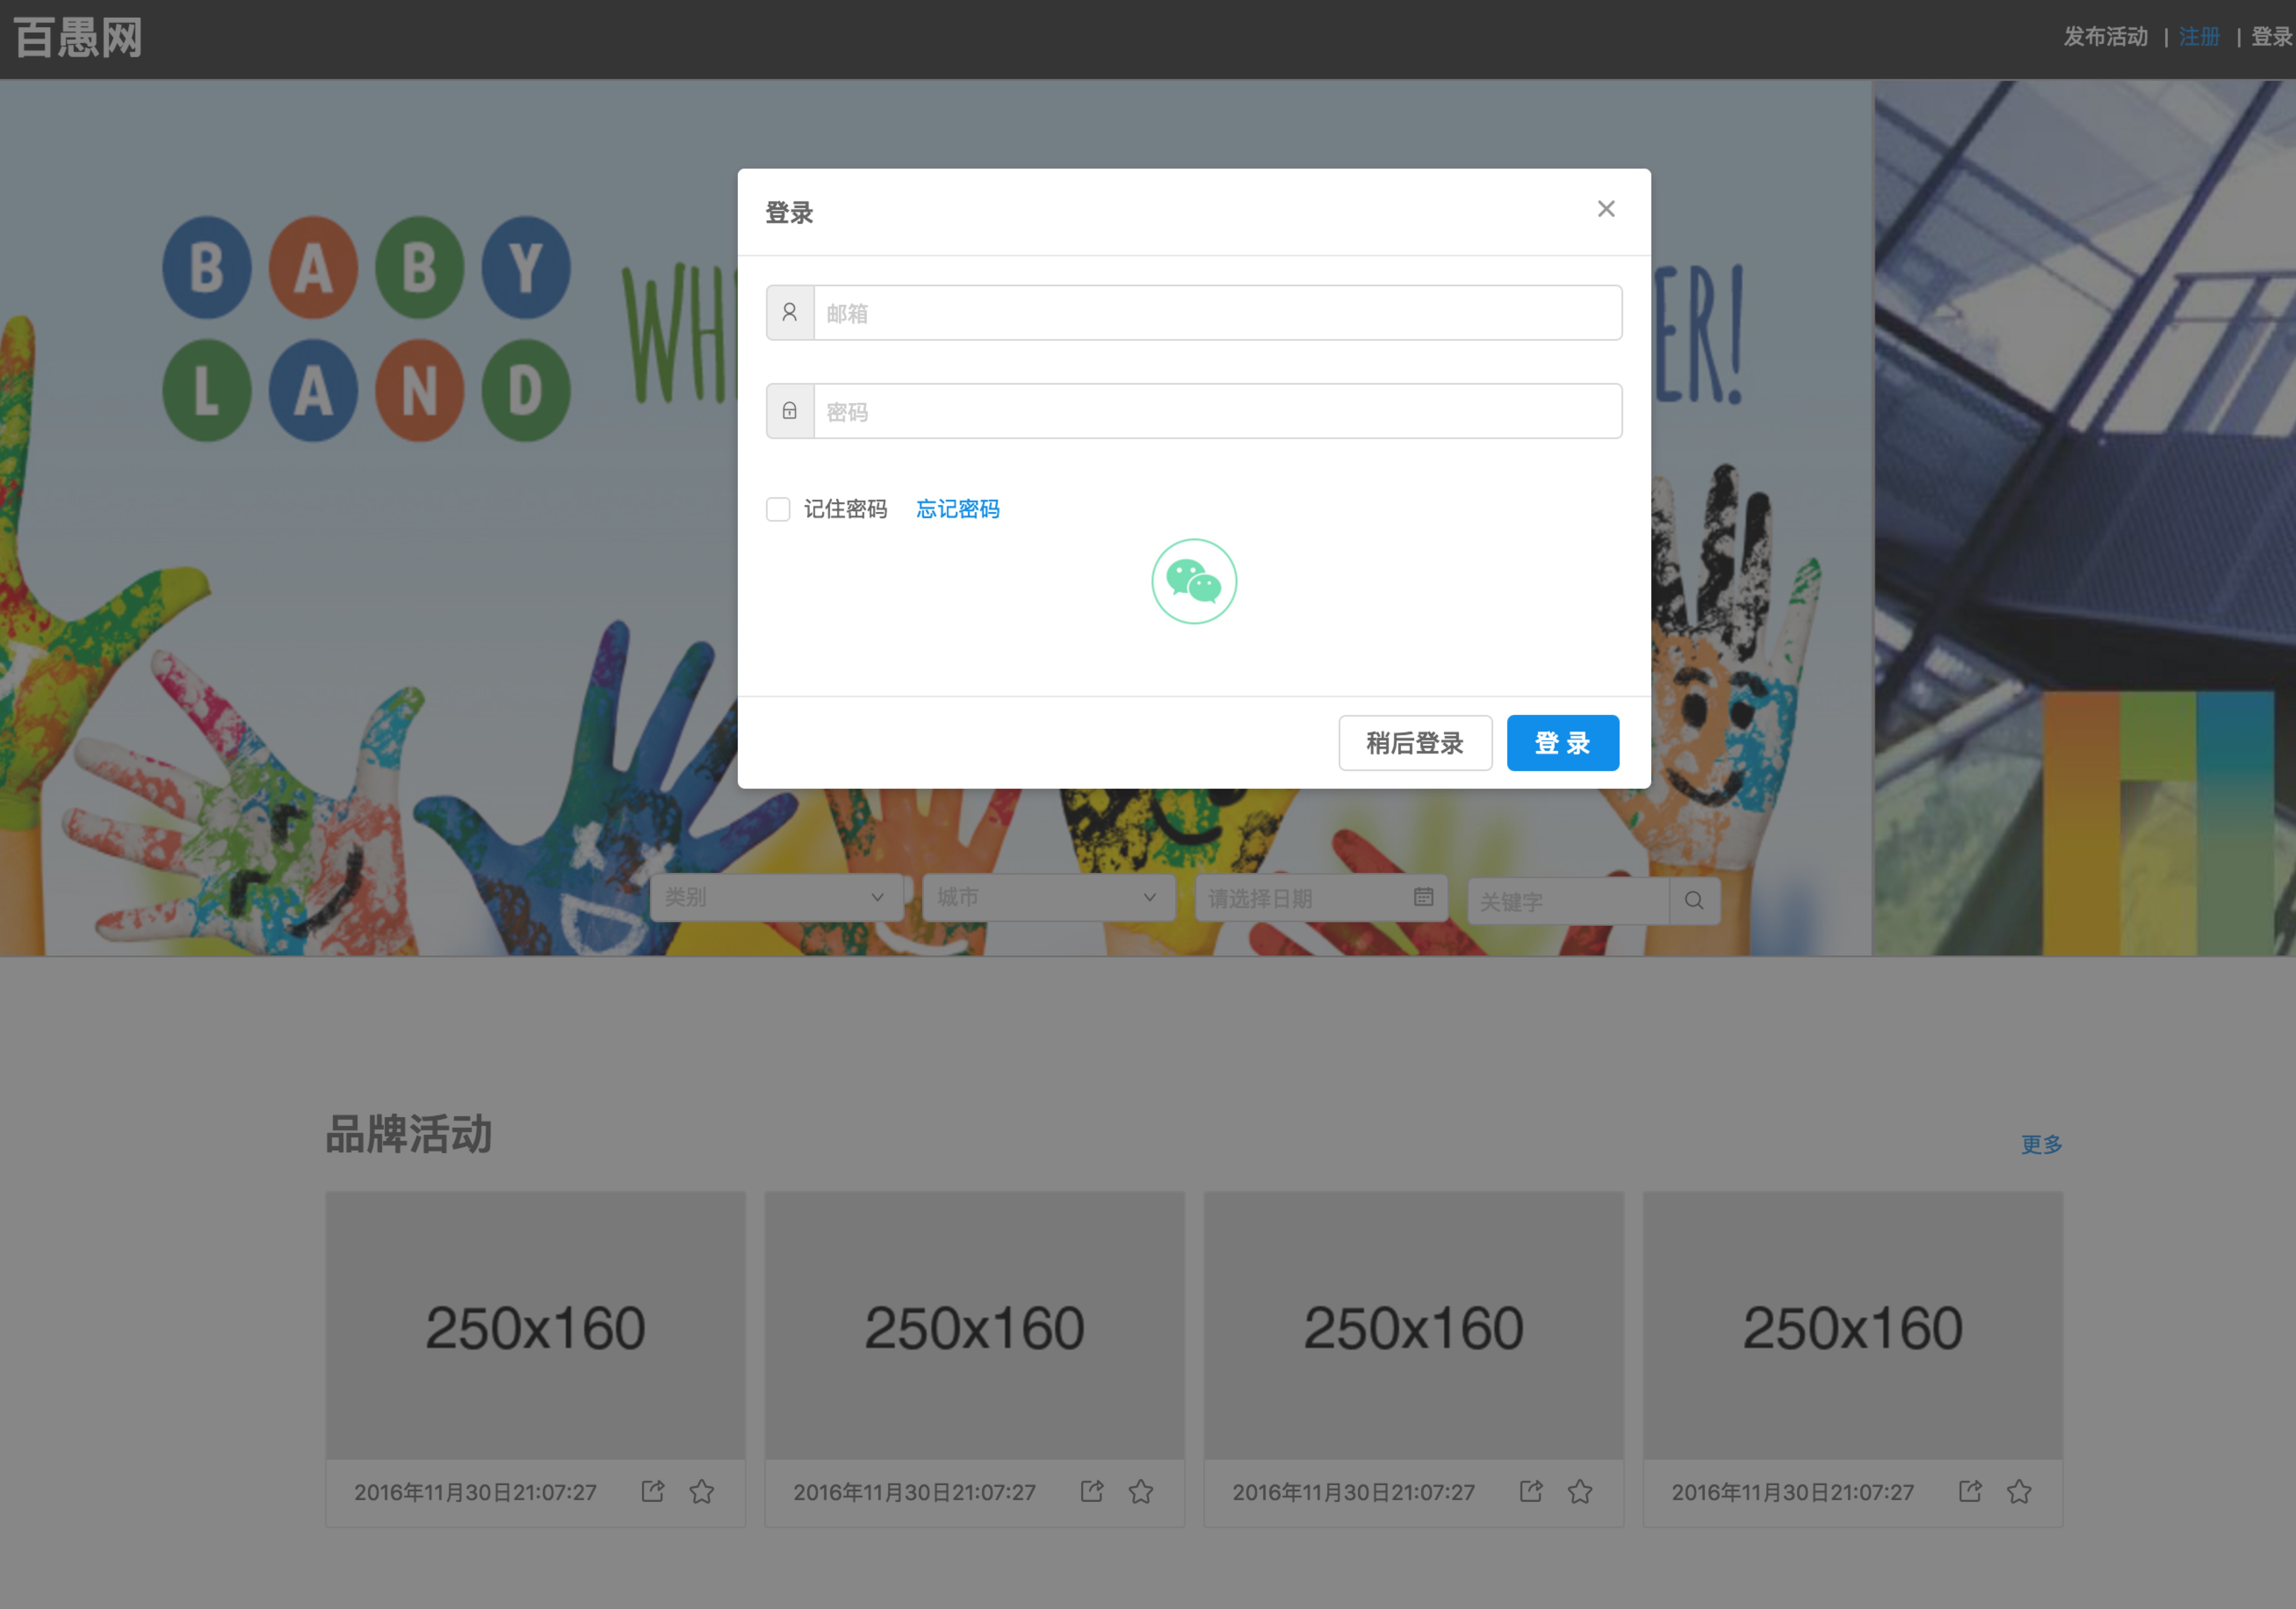 百愚网
发布活动 | 注册 | 登录
BABY
LAND
WH
ER!
登录
邮箱
密码
记住密码 忘记密码
稍后登录 登 录
类别 城市 请选择日期 关键字
品牌活动
更多
250x160 250x160 250x160 250x160
2016年11月30日21:07:27 2016年11月30日21:07:27 2016年11月30日21:07:27 2016年11月30日21:07:27